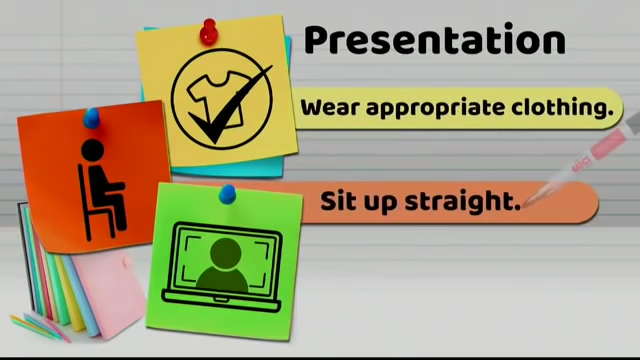 Presentation
Wear appropriate clothing.
Sit up straight.